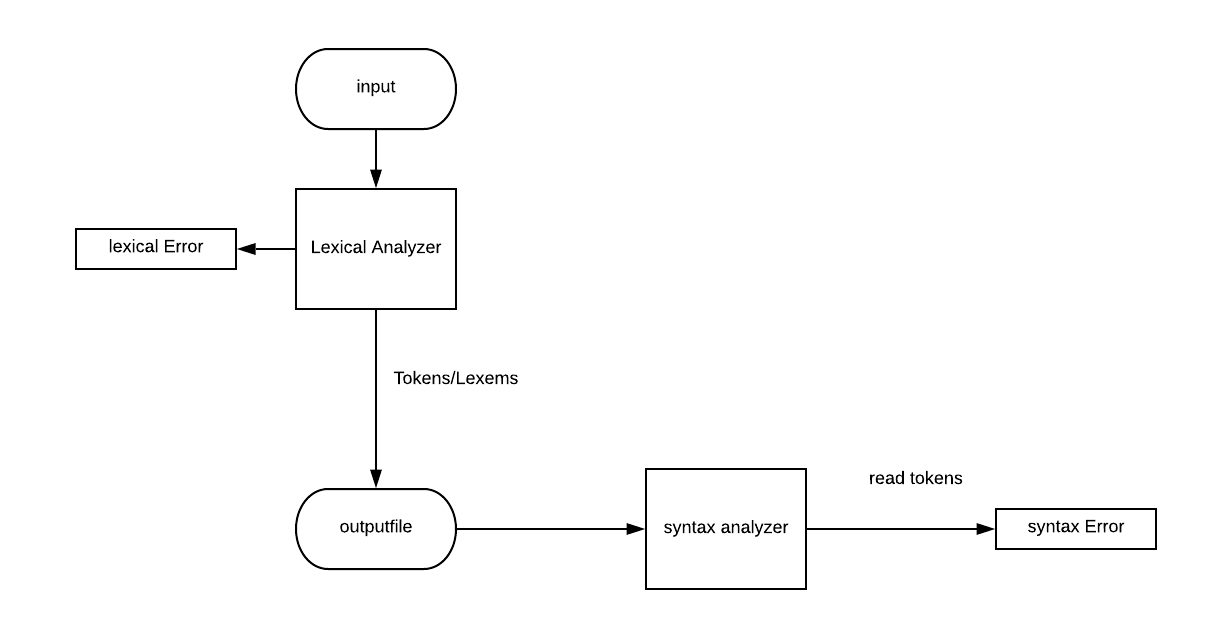 input
lexical Error
Lexical Analyzer
Tokens/Lexems
outputfile
syntax analyzer
read tokens
syntax Error